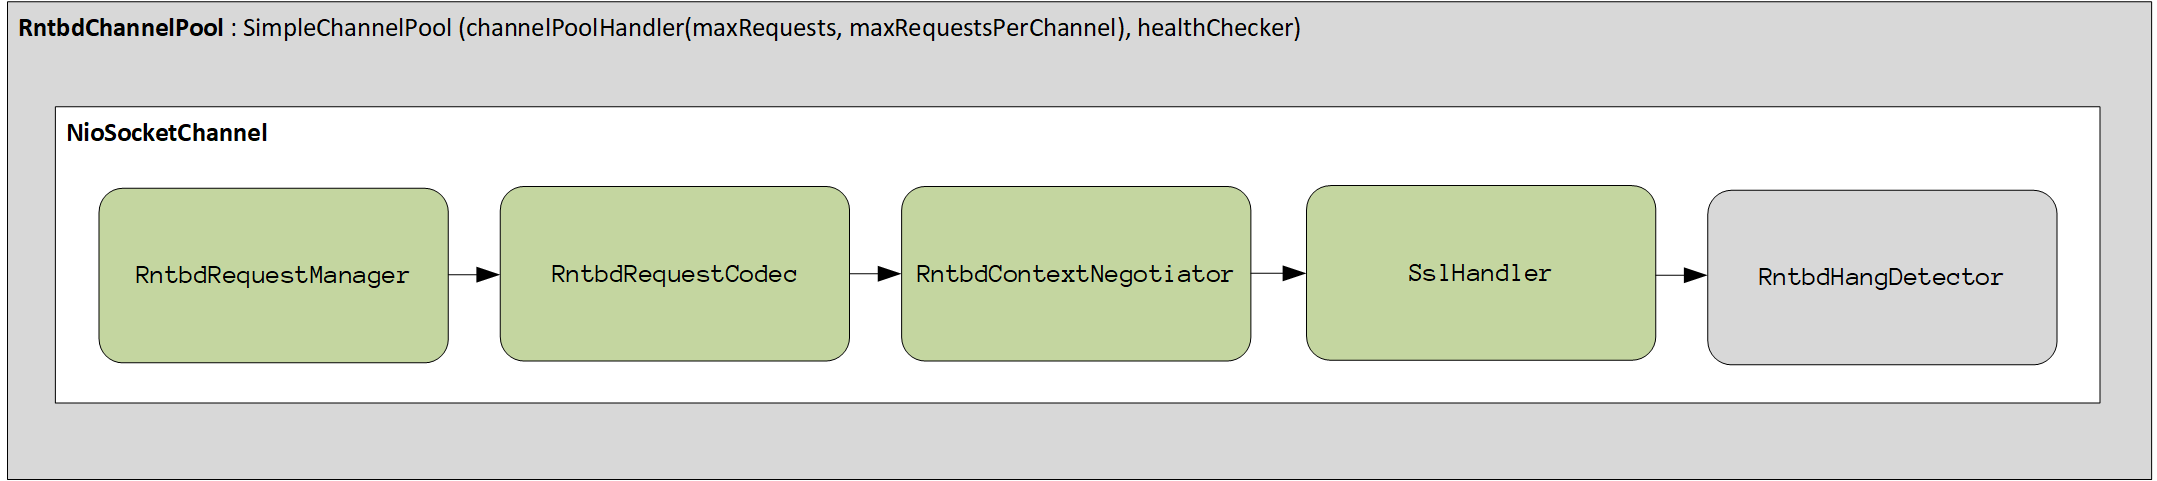 RntbdChannelPool : SimpleChannelPool (channelPoolHandler(maxRequests, maxRequestsPerChannel), healthChecker)
NioSocketChannel
RntbdRequestManager
RntbdRequestCodec
RntbdContextNegotiator
SslHandler
RntbdHangDetector